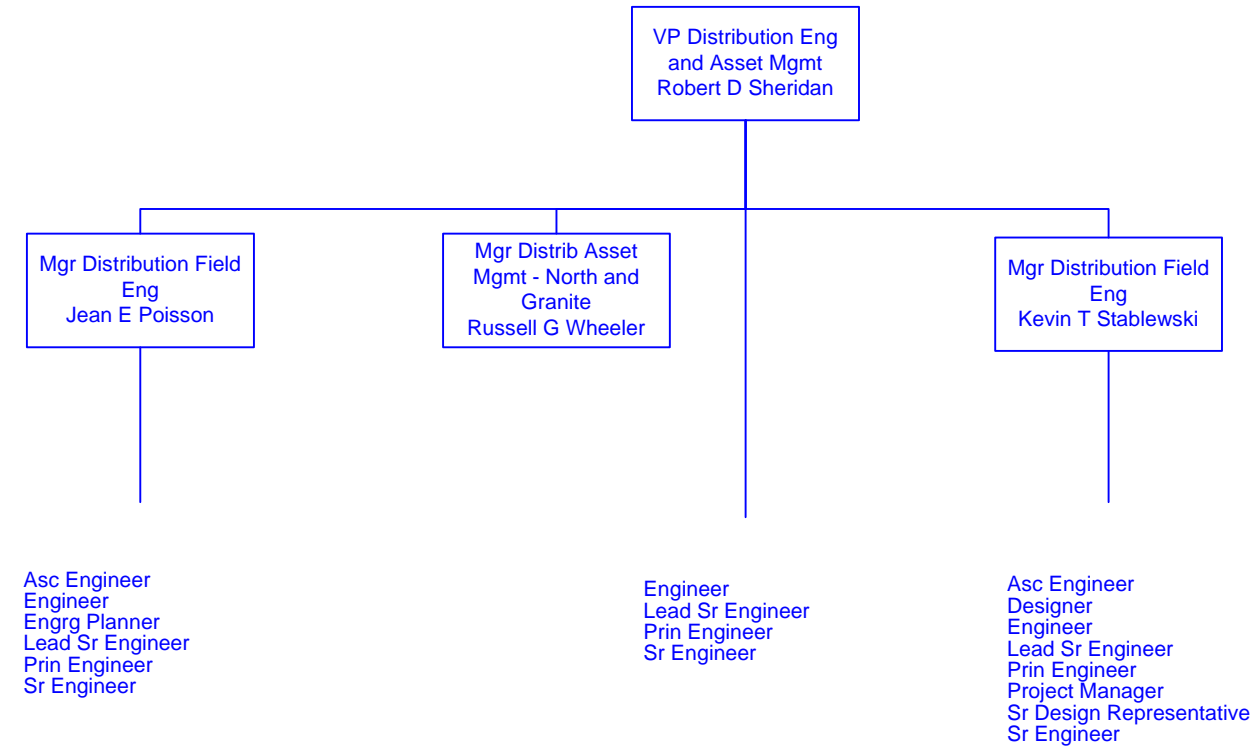 VP Distribution Eng
and Asset Mgmt
Robert D Sheridan
Mgr Distribution Field
Eng
Jean E Poisson
Mgr Distrib Asset
Mgmt - North and
Granite
Russell G Wheeler
Mgr Distribution Field
Eng
Kevin T Stablewski
Asc Engineer
Engineer
Engrg Planner
Lead Sr Engineer
Prin Engineer
Sr Engineer
Engineer
Lead Sr Engineer
Prin Engineer
Sr Engineer
Asc Engineer
Designer
Engineer
Lead Sr Engineer
Prin Engineer
Project Manager
Sr Design Representative
Sr Engineer